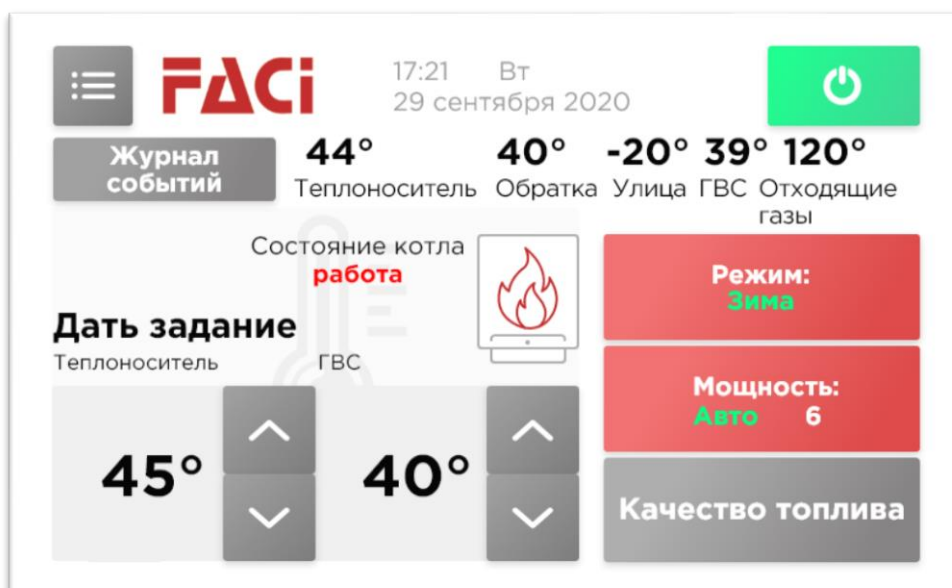 FACi
17:21 Вт
29 сентября 2020
Журнал
событий
44° 40° -20° 39° 120°
Теплоноситель Обратка Улица ГВС Отходящие
газы
Состояние котла
работа
Режим:
Зима
Дать задание
Теплоноситель ГВС
Мощность:
Авто 6
45° 40°
Качество топлива